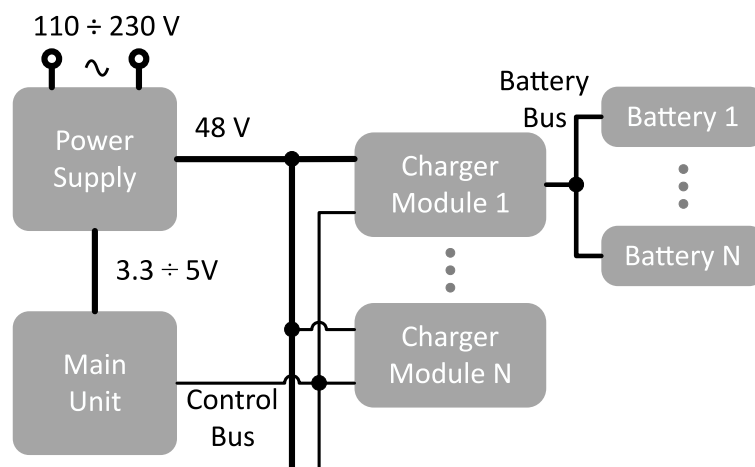 110 ÷ 230 V
Power
Supply
48 V
3.3 ÷ 5V
Main
Unit
Control
Bus
Charger
Module 1
Charger
Module N
Battery
Bus
Battery 1
Battery N